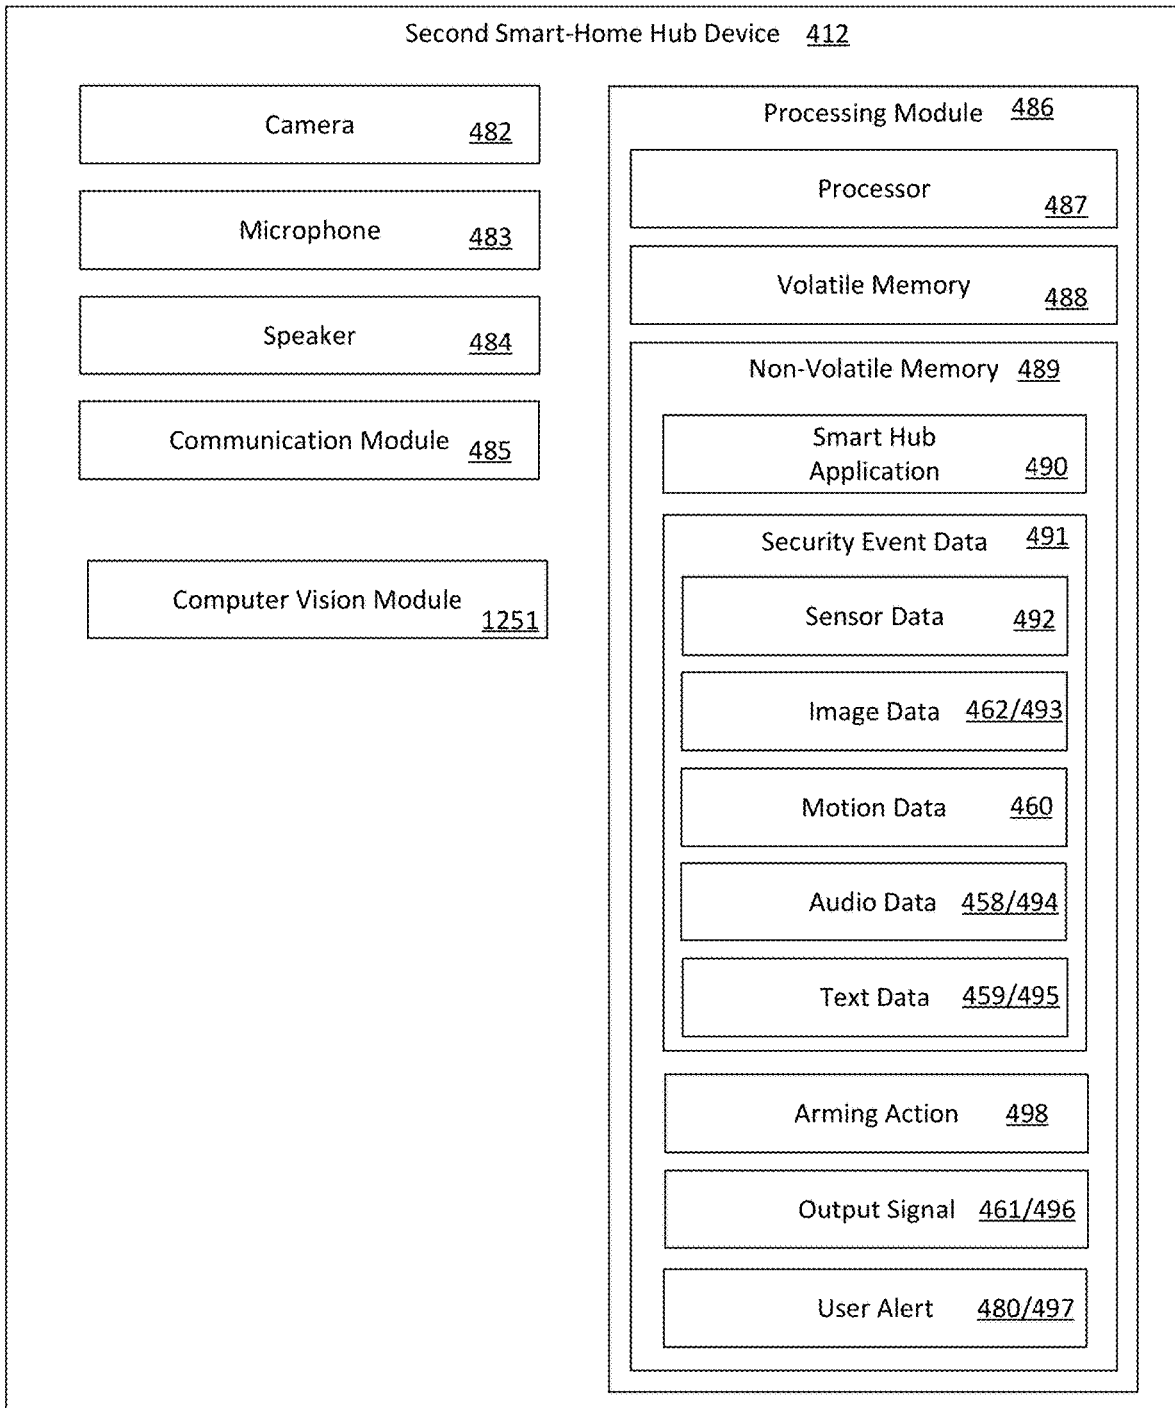 Second Smart-Home Hub Device 412
Camera 482
Microphone 483
Speaker 484
Communication Module 485
Computer Vision Module 1251
Processing Module 486
Processor 487
Volatile Memory 488
Non-Volatile Memory 489
Smart Hub
Application 490
Security Event Data 491
Sensor Data 492
Image Data 462/493
Motion Data 460
Audio Data 458/494
Text Data 459/495
Arming Action 498
Output Signal 461/496
User Alert 480/497